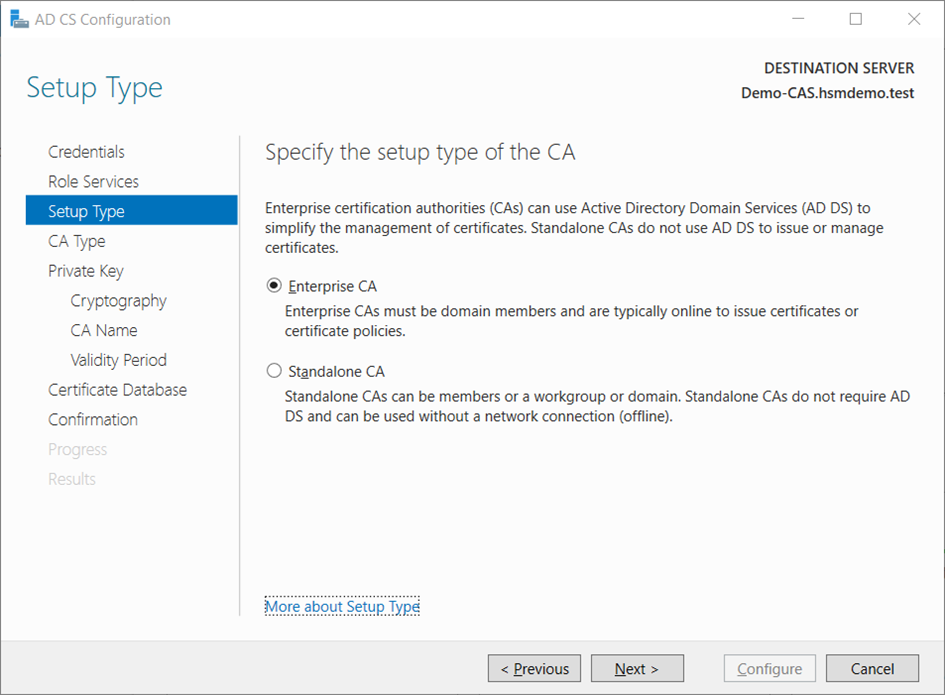 AD CS Configuration
DESTINATION SERVER
Demo-CAS.hsmdemo.test
Setup Type
Credentials
Role Services
Setup Type
CA Type
Private Key
Cryptography
CA Name
Validity Period
Certificate Database
Confirmation
Progress
Results
Specify the setup type of the CA
Enterprise certification authorities (CAs) can use Active Directory Domain Services (AD DS) to
simplify the management of certificates. Standalone CAs do not use AD DS to issue or manage
certificates.
Enterprise CA
Enterprise CAs must be domain members and are typically online to issue certificates or
certificate policies.
Standalone CA
Standalone CAs can be members or a workgroup or domain. Standalone CAs do not require AD
DS and can be used without a network connection (offline).
More about Setup Type
< Previous
Next >
Configure
Cancel